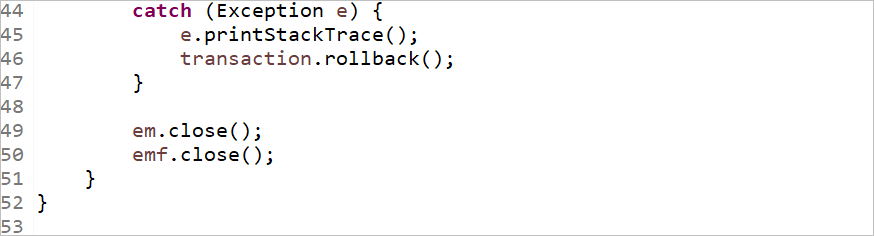 44        catch (Exception e) {
45            e.printStackTrace();
46            transaction.rollback();
47        }
48
49        em.close();
50        emf.close();
51    }
52 }
53